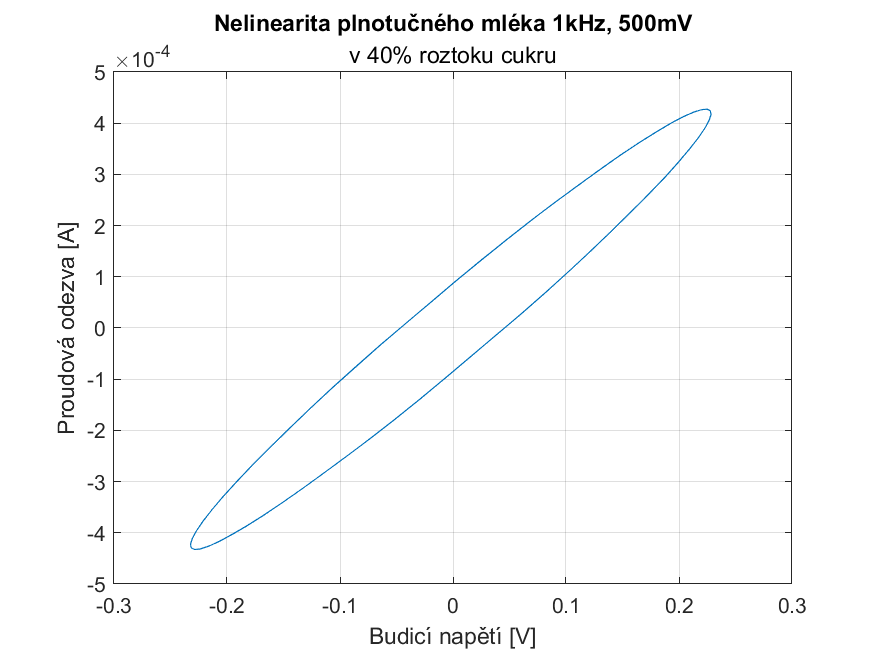 Nelinearita plnotučného mléka 1kHz, 500mV
v 40% roztoku cukru
×10⁻⁴
5
4
3
2
1
0
-1
-2
-3
-4
-5
Proudová odezva [A]
-0.3 -0.2 -0.1 0 0.1 0.2 0.3
Budicí napětí [V]